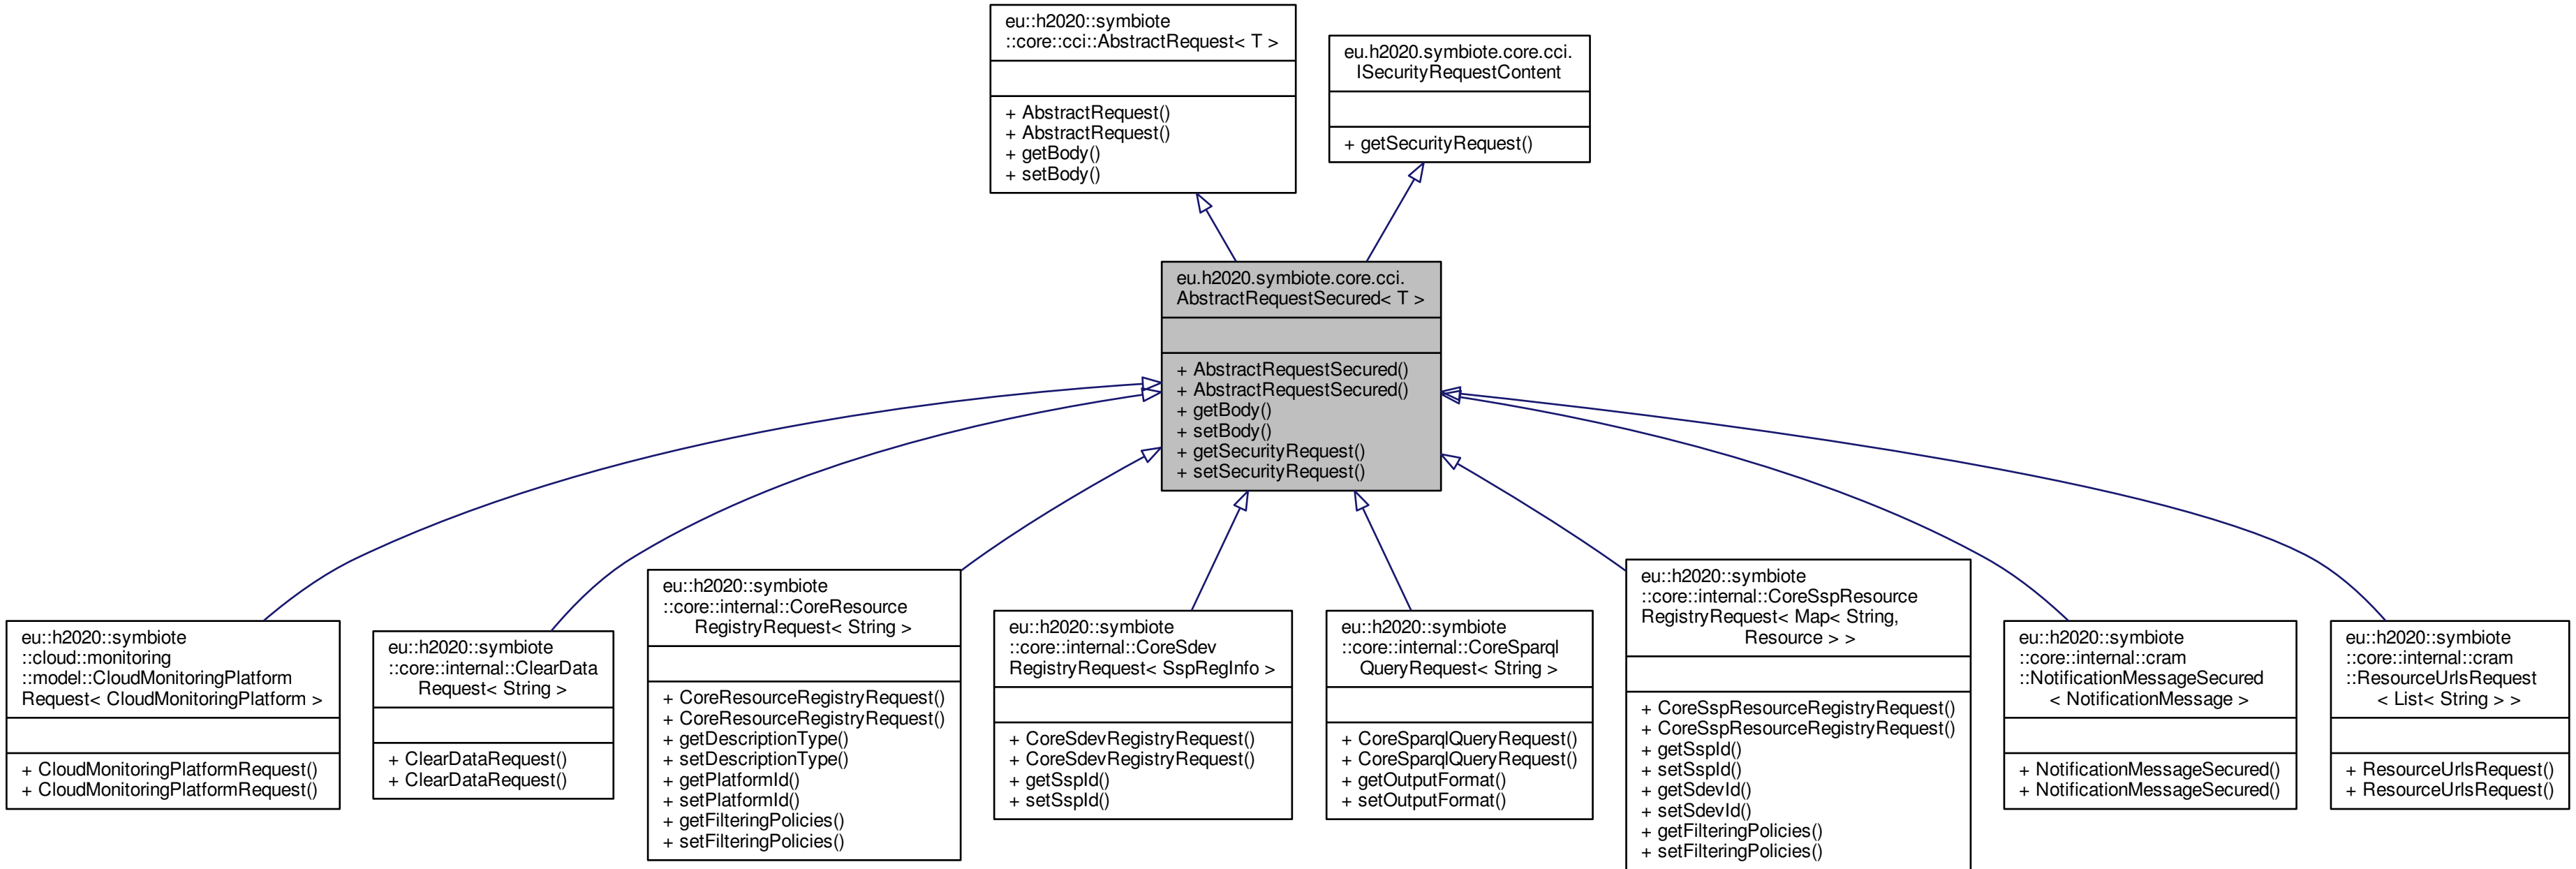 eu::h2020::symbiote
::core::cci::AbstractRequest< T >
+ AbstractRequest()
+ AbstractRequest()
+ getBody()
+ setBody()
eu.h2020.symbiote.core.cci.
ISecurityRequestContent
+ getSecurityRequest()
eu.h2020.symbiote.core.cci.
AbstractRequestSecured< T >
+ AbstractRequestSecured()
+ AbstractRequestSecured()
+ getBody()
+ setBody()
+ getSecurityRequest()
+ setSecurityRequest()
eu::h2020::symbiote
::cloud::monitoring
::model::CloudMonitoringPlatform
Request< CloudMonitoringPlatform >
+ CloudMonitoringPlatformRequest()
+ CloudMonitoringPlatformRequest()
eu::h2020::symbiote
::core::internal::ClearData
Request< String >
+ ClearDataRequest()
+ ClearDataRequest()
eu::h2020::symbiote
::core::internal::CoreResource
RegistryRequest< String >
+ CoreResourceRegistryRequest()
+ CoreResourceRegistryRequest()
+ getDescriptionType()
+ setDescriptionType()
+ getPlatformId()
+ setPlatformId()
+ getFilteringPolicies()
+ setFilteringPolicies()
eu::h2020::symbiote
::core::internal::CoreSdev
RegistryRequest< SspRegInfo >
+ CoreSdevRegistryRequest()
+ CoreSdevRegistryRequest()
+ getSspId()
+ setSspId()
eu::h2020::symbiote
::core::internal::CoreSparql
QueryRequest< String >
+ CoreSparqlQueryRequest()
+ CoreSparqlQueryRequest()
+ getOutputFormat()
+ setOutputFormat()
eu::h2020::symbiote
::core::internal::CoreSspResource
RegistryRequest< Map< String,
Resource > >
+ CoreSspResourceRegistryRequest()
+ CoreSspResourceRegistryRequest()
+ getSspId()
+ setSspId()
+ getSdevId()
+ setSdevId()
+ getFilteringPolicies()
+ setFilteringPolicies()
eu::h2020::symbiote
::core::internal::cram
::NotificationMessageSecured
< NotificationMessage >
+ NotificationMessageSecured()
+ NotificationMessageSecured()
eu::h2020::symbiote
::core::internal::cram
::ResourceUrlsRequest
< List< String > >
+ ResourceUrlsRequest()
+ ResourceUrlsRequest()